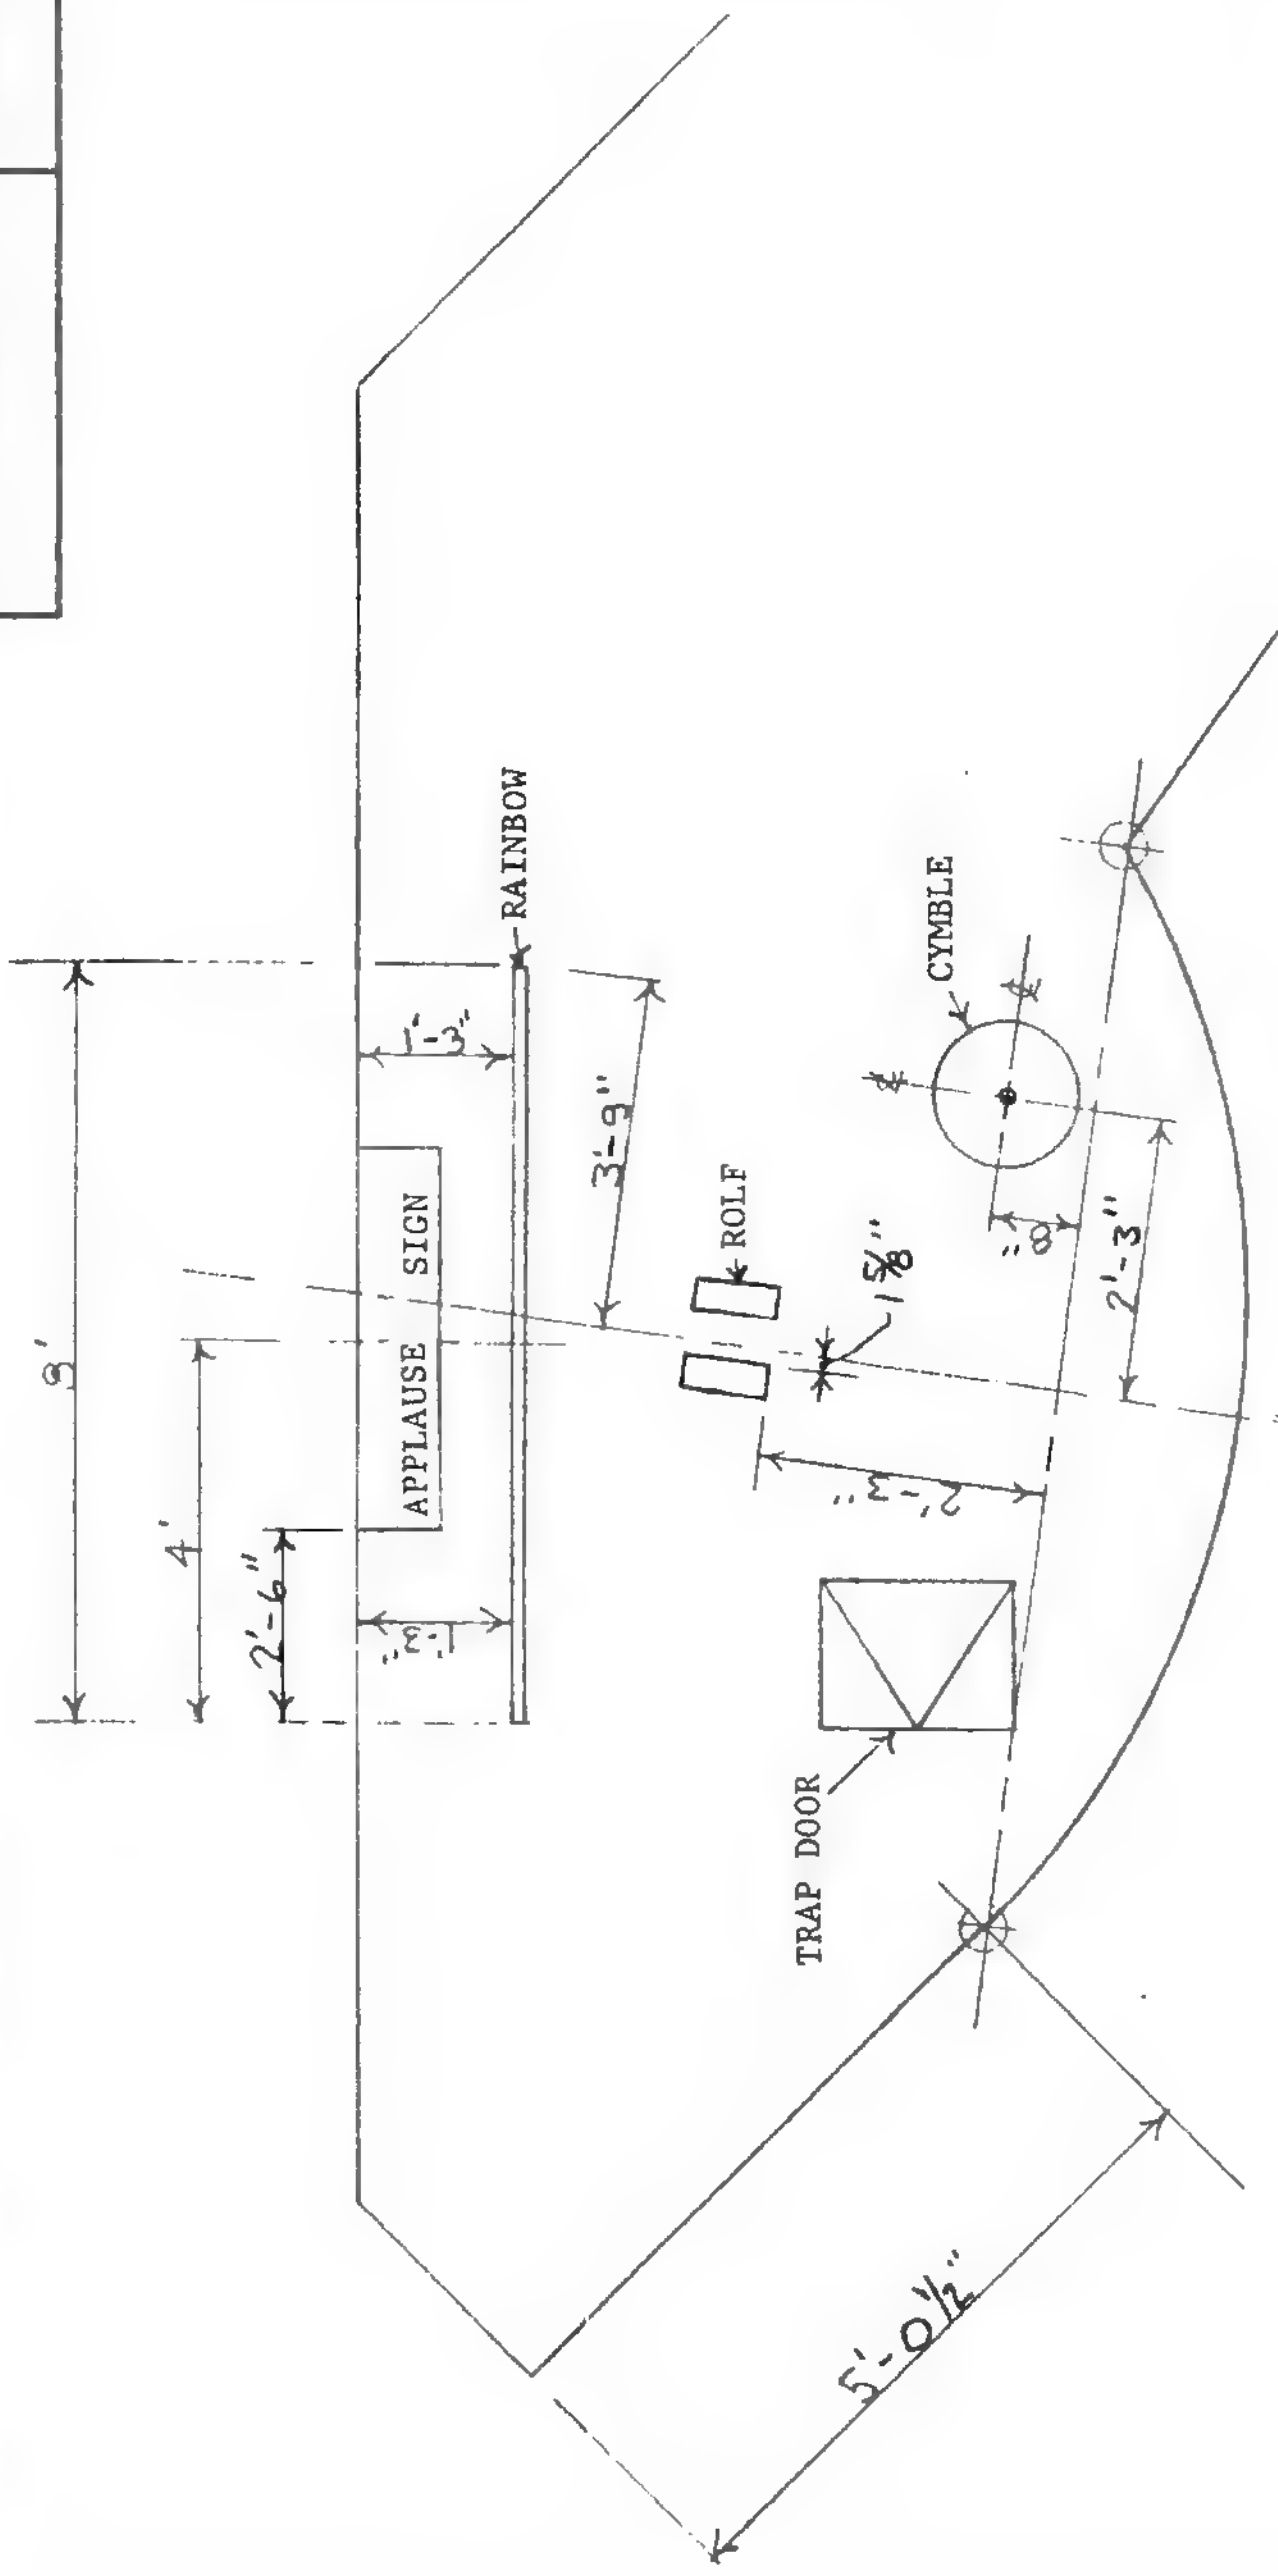 8'
4'
2'-6"
1'-3"
1'-3"
APPLAUSE SIGN
RAINBOW
3'-9"
ROLF
1 5/8"
2'-3"
TRAP DOOR
CYMBLE
℄
℄
8"
2'-3"
5'-0 1/2"